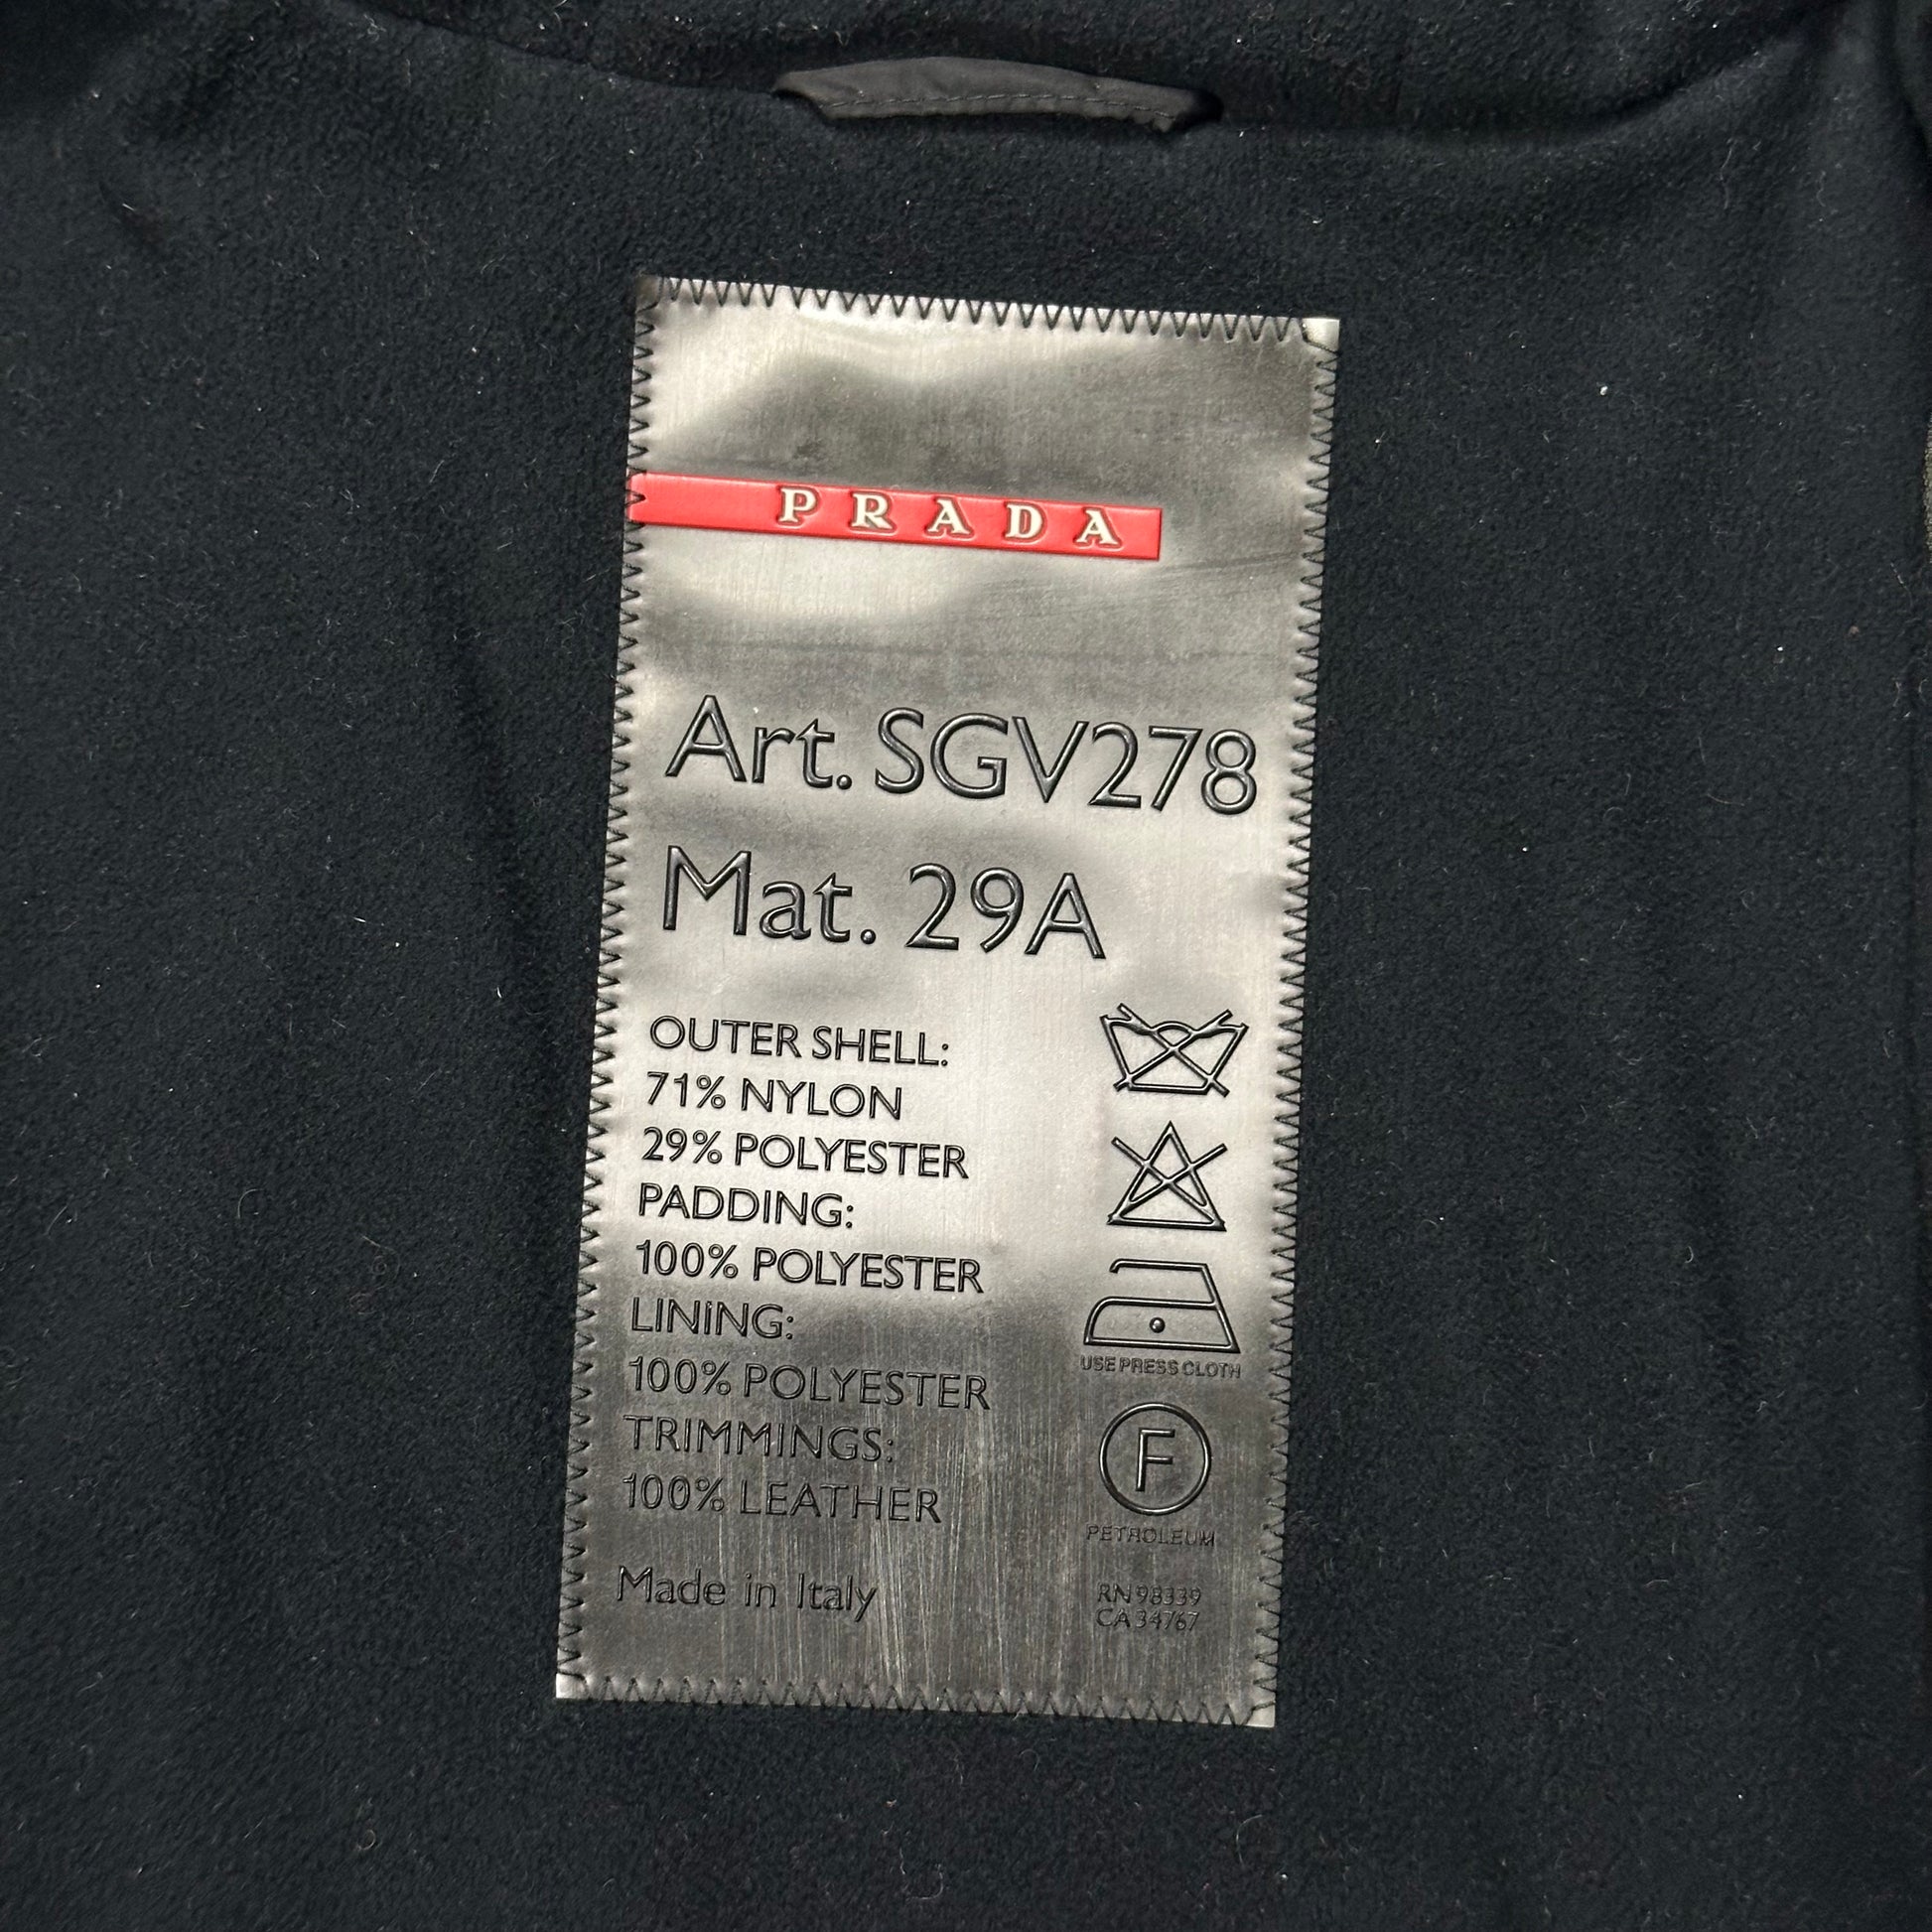 PRADA
Art. SGV278
Mat. 29A
OUTER SHELL:
71% NYLON
29% POLYESTER
PADDING:
100% POLYESTER
LINING:
100% POLYESTER
TRIMMINGS:
100% LEATHER
Made in Italy
USE PRESS CLOTH
F
PETROLEUM
RN 98339
CA 34767